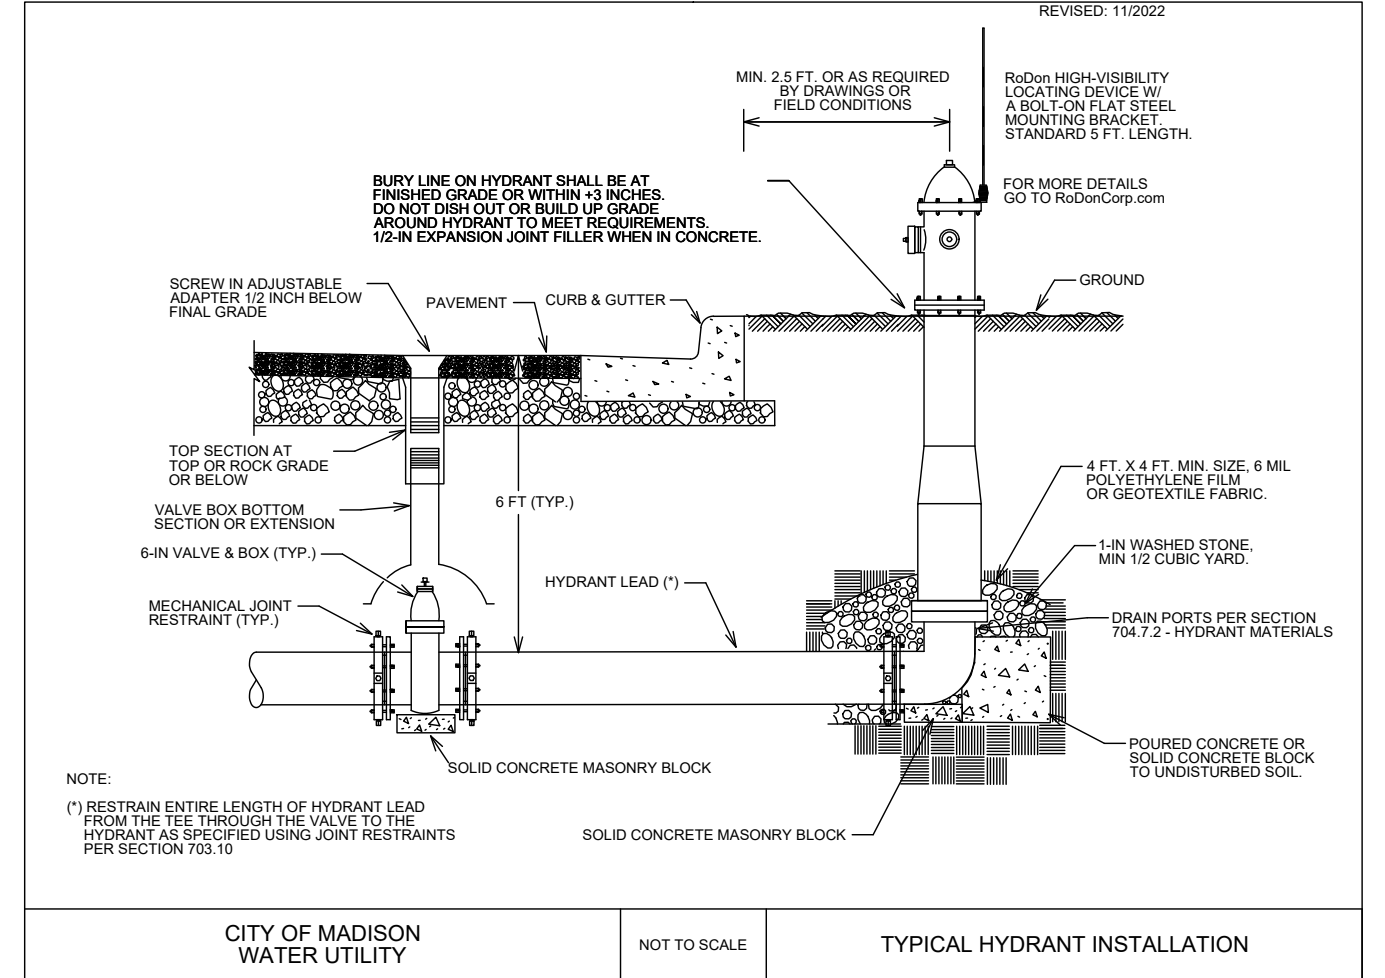 REVISED: 11/2022
MIN. 2.5 FT. OR AS REQUIRED
BY DRAWINGS OR
FIELD CONDITIONS
RoDon HIGH-VISIBILITY
LOCATING DEVICE W/
A BOLT-ON FLAT STEEL
MOUNTING BRACKET.
STANDARD 5 FT. LENGTH.
FOR MORE DETAILS
GO TO RoDonCorp.com
BURY LINE ON HYDRANT SHALL BE AT
FINISHED GRADE OR WITHIN +3 INCHES.
DO NOT DISH OUT OR BUILD UP GRADE
AROUND HYDRANT TO MEET REQUIREMENTS.
1/2-IN EXPANSION JOINT FILLER WHEN IN CONCRETE.
SCREW IN ADJUSTABLE
ADAPTER 1/2 INCH BELOW
FINAL GRADE
PAVEMENT
CURB & GUTTER
GROUND
TOP SECTION AT
TOP OR ROCK GRADE
OR BELOW
VALVE BOX BOTTOM
SECTION OR EXTENSION
6 FT (TYP.)
4 FT. X 4 FT. MIN. SIZE, 6 MIL
POLYETHYLENE FILM
OR GEOTEXTILE FABRIC.
6-IN VALVE & BOX (TYP.)
1-IN WASHED STONE,
MIN 1/2 CUBIC YARD.
HYDRANT LEAD (*)
MECHANICAL JOINT
RESTRAINT (TYP.)
DRAIN PORTS PER SECTION
704.7.2 - HYDRANT MATERIALS
SOLID CONCRETE MASONRY BLOCK
POURED CONCRETE OR
SOLID CONCRETE BLOCK
TO UNDISTURBED SOIL.
NOTE:
(*) RESTRAIN ENTIRE LENGTH OF HYDRANT LEAD
FROM THE TEE THROUGH THE VALVE TO THE
HYDRANT AS SPECIFIED USING JOINT RESTRAINTS
PER SECTION 703.10
SOLID CONCRETE MASONRY BLOCK
CITY OF MADISON
WATER UTILITY
NOT TO SCALE
TYPICAL HYDRANT INSTALLATION